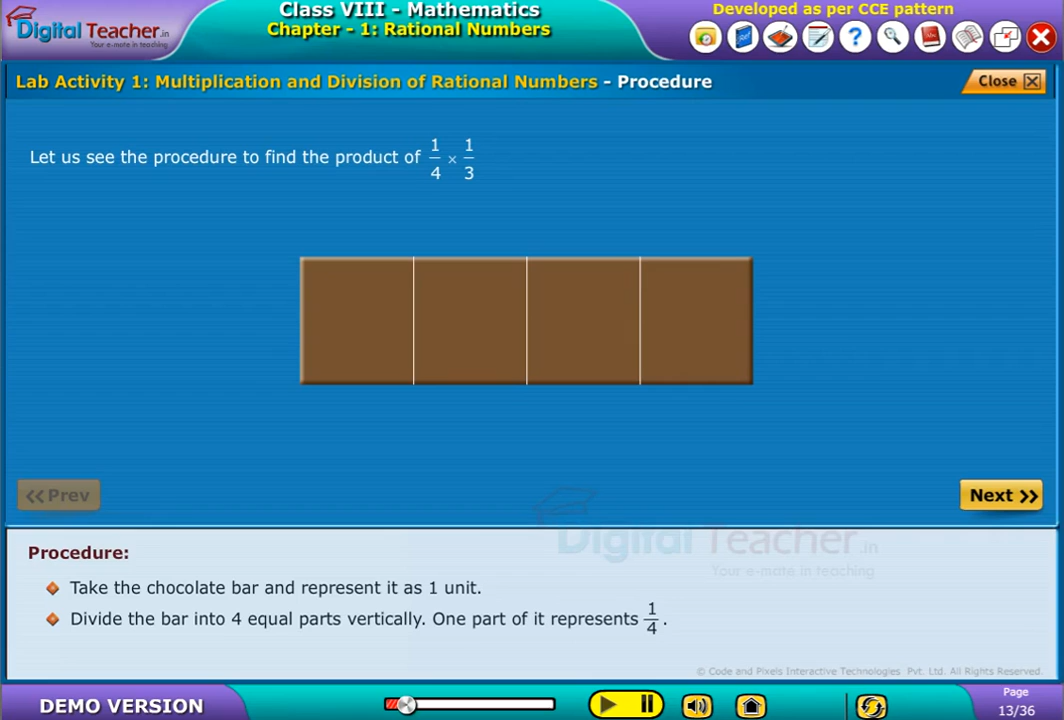 Digital Teacher.in
Your e-mate in teaching
Class VIII - Mathematics
Chapter - 1: Rational Numbers
Developed as per CCE pattern
Lab Activity 1: Multiplication and Division of Rational Numbers - Procedure
Close
Let us see the procedure to find the product of 1/4 × 1/3
<< Prev
Next >>
Digital Teacher.in
Your e-mate in teaching
Procedure:
Take the chocolate bar and represent it as 1 unit.
Divide the bar into 4 equal parts vertically. One part of it represents 1/4 .
© Code and Pixels Interactive Technologies Pvt. Ltd. All Rights Reserved.
DEMO VERSION
Page
13/36